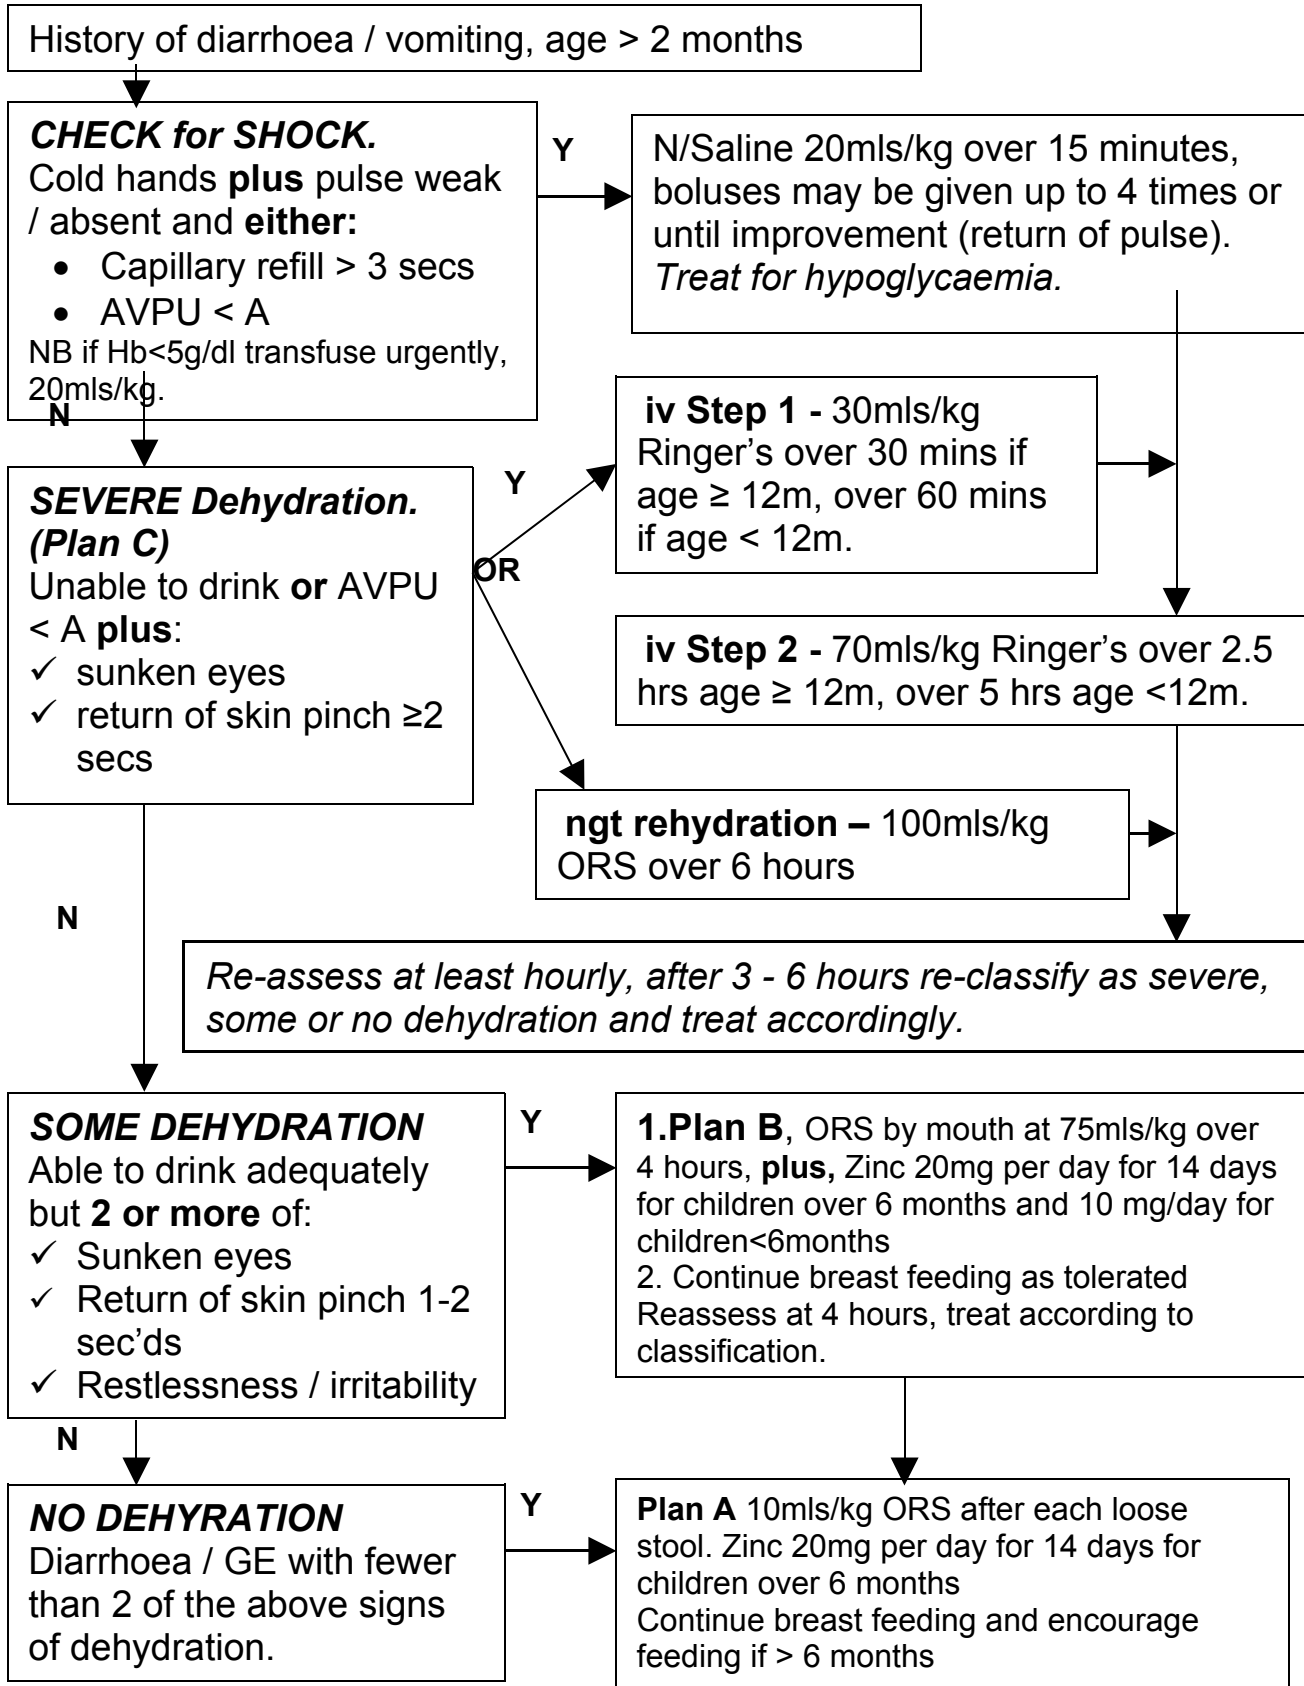 History of diarrhoea / vomiting, age > 2 months
CHECK for SHOCK.
Cold hands plus pulse weak
/ absent and either:
• Capillary refill > 3 secs
• AVPU < A
NB if Hb<5g/dl transfuse urgently,
20mls/kg.
Y
N/Saline 20mls/kg over 15 minutes,
boluses may be given up to 4 times or
until improvement (return of pulse).
Treat for hypoglycaemia.
N
SEVERE Dehydration.
(Plan C)
Unable to drink or AVPU
< A plus:
✓ sunken eyes
✓ return of skin pinch ≥2
secs
Y
OR
iv Step 1 - 30mls/kg
Ringer's over 30 mins if
age ≥ 12m, over 60 mins
if age < 12m.
iv Step 2 - 70mls/kg Ringer's over 2.5
hrs age ≥ 12m, over 5 hrs age <12m.
ngt rehydration – 100mls/kg
ORS over 6 hours
N
Re-assess at least hourly, after 3 - 6 hours re-classify as severe,
some or no dehydration and treat accordingly.
SOME DEHYDRATION
Able to drink adequately
but 2 or more of:
✓ Sunken eyes
✓ Return of skin pinch 1-2
sec'ds
✓ Restlessness / irritability
Y
1.Plan B, ORS by mouth at 75mls/kg over
4 hours, plus, Zinc 20mg per day for 14 days
for children over 6 months and 10 mg/day for
children<6months
2. Continue breast feeding as tolerated
Reassess at 4 hours, treat according to
classification.
N
NO DEHYRATION
Diarrhoea / GE with fewer
than 2 of the above signs
of dehydration.
Y
Plan A 10mls/kg ORS after each loose
stool. Zinc 20mg per day for 14 days for
children over 6 months
Continue breast feeding and encourage
feeding if > 6 months